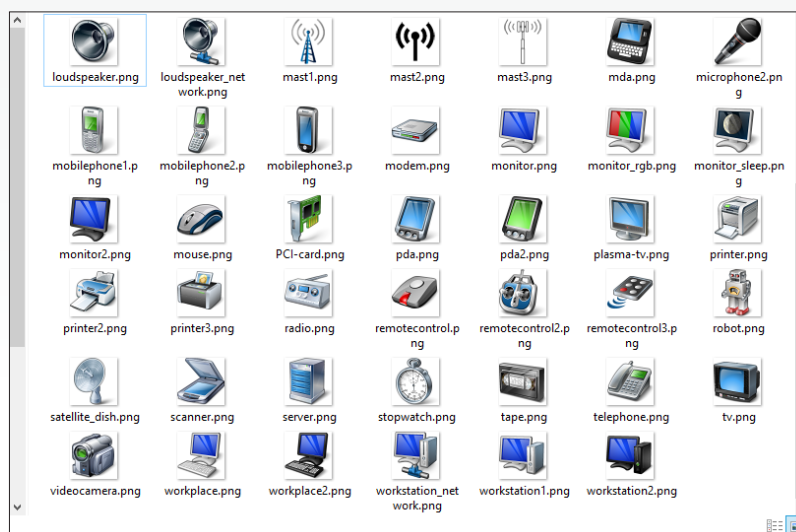 loudspeaker.png
loudspeaker_net
work.png
mast1.png
mast2.png
mast3.png
mda.png
microphone2.pn
g
mobilephone1.p
ng
mobilephone2.p
ng
mobilephone3.p
ng
modem.png
monitor.png
monitor_rgb.png
monitor_sleep.pn
g
monitor2.png
mouse.png
PCI-card.png
pda.png
pda2.png
plasma-tv.png
printer.png
printer2.png
printer3.png
radio.png
remotecontrol.p
ng
remotecontrol2.p
ng
remotecontrol3.p
ng
robot.png
satellite_dish.png
scanner.png
server.png
stopwatch.png
tape.png
telephone.png
tv.png
videocamera.png
workplace.png
workplace2.png
workstation_net
work.png
workstation1.png
workstation2.png